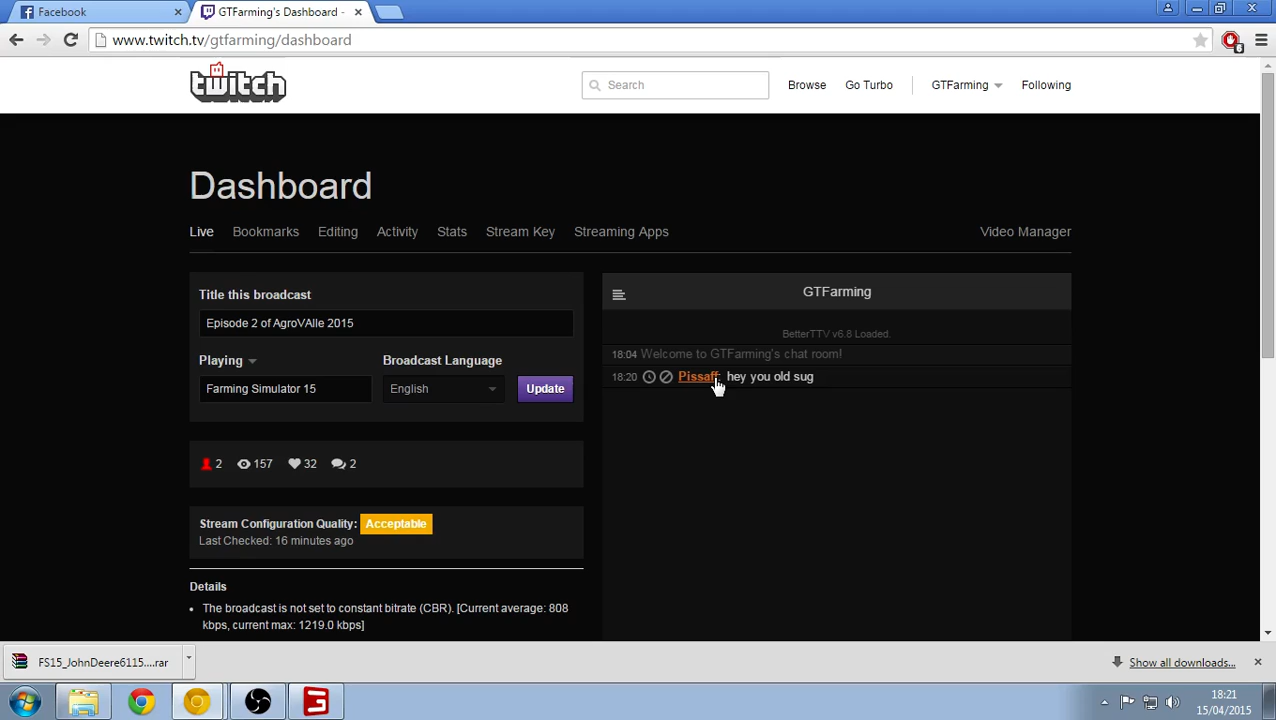 Facebook
GTFarming's Dashboard -
www.twitch.tv/gtfarming/dashboard
6
twitch
Search
Browse
Go Turbo
GTFarming
Following
Dashboard
Live
Bookmarks
Editing
Activity
Stats
Stream Key
Streaming Apps
Video Manager
Title this broadcast
Episode 2 of AgroVAlle 2015
Playing
Broadcast Language
Farming Simulator 15
English
Update
2
157
32
2
Stream Configuration Quality: Acceptable
Last Checked: 16 minutes ago
Details
• The broadcast is not set to constant bitrate (CBR). [Current average: 808
kbps, current max: 1219.0 kbps]
GTFarming
BetterTTV v6.8 Loaded.
18:04 Welcome to GTFarming's chat room!
18:20 Pissaff: hey you old sug
FS15_JohnDeere6115....rar
Show all downloads...
18:21
15/04/2015